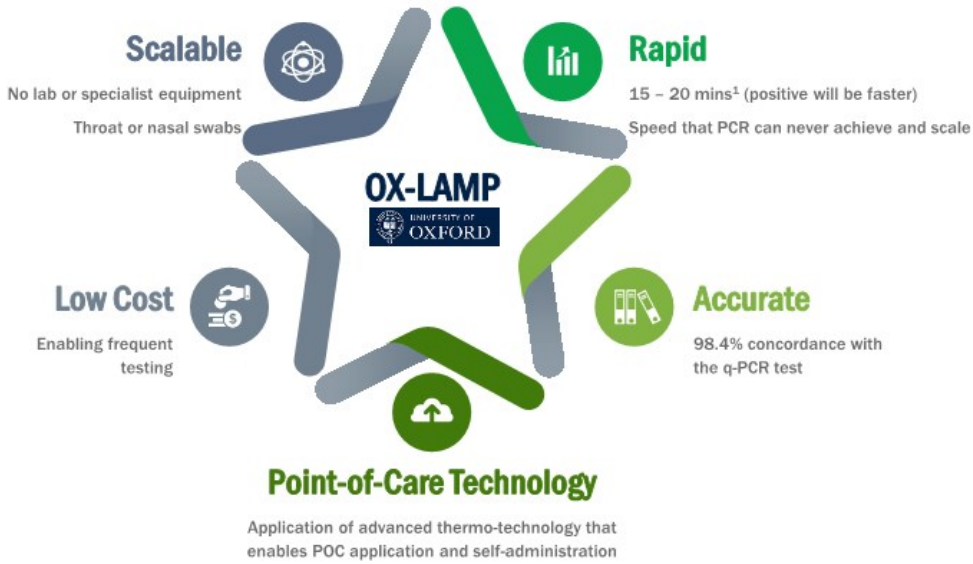 Scalable
No lab or specialist equipment
Throat or nasal swabs
Rapid
15 – 20 mins¹ (positive will be faster)
Speed that PCR can never achieve and scale
OX-LAMP
UNIVERSITY OF
OXFORD
Low Cost
Enabling frequent
testing
$
Accurate
98.4% concordance with
the q-PCR test
Point-of-Care Technology
Application of advanced thermo-technology that
enables POC application and self-administration